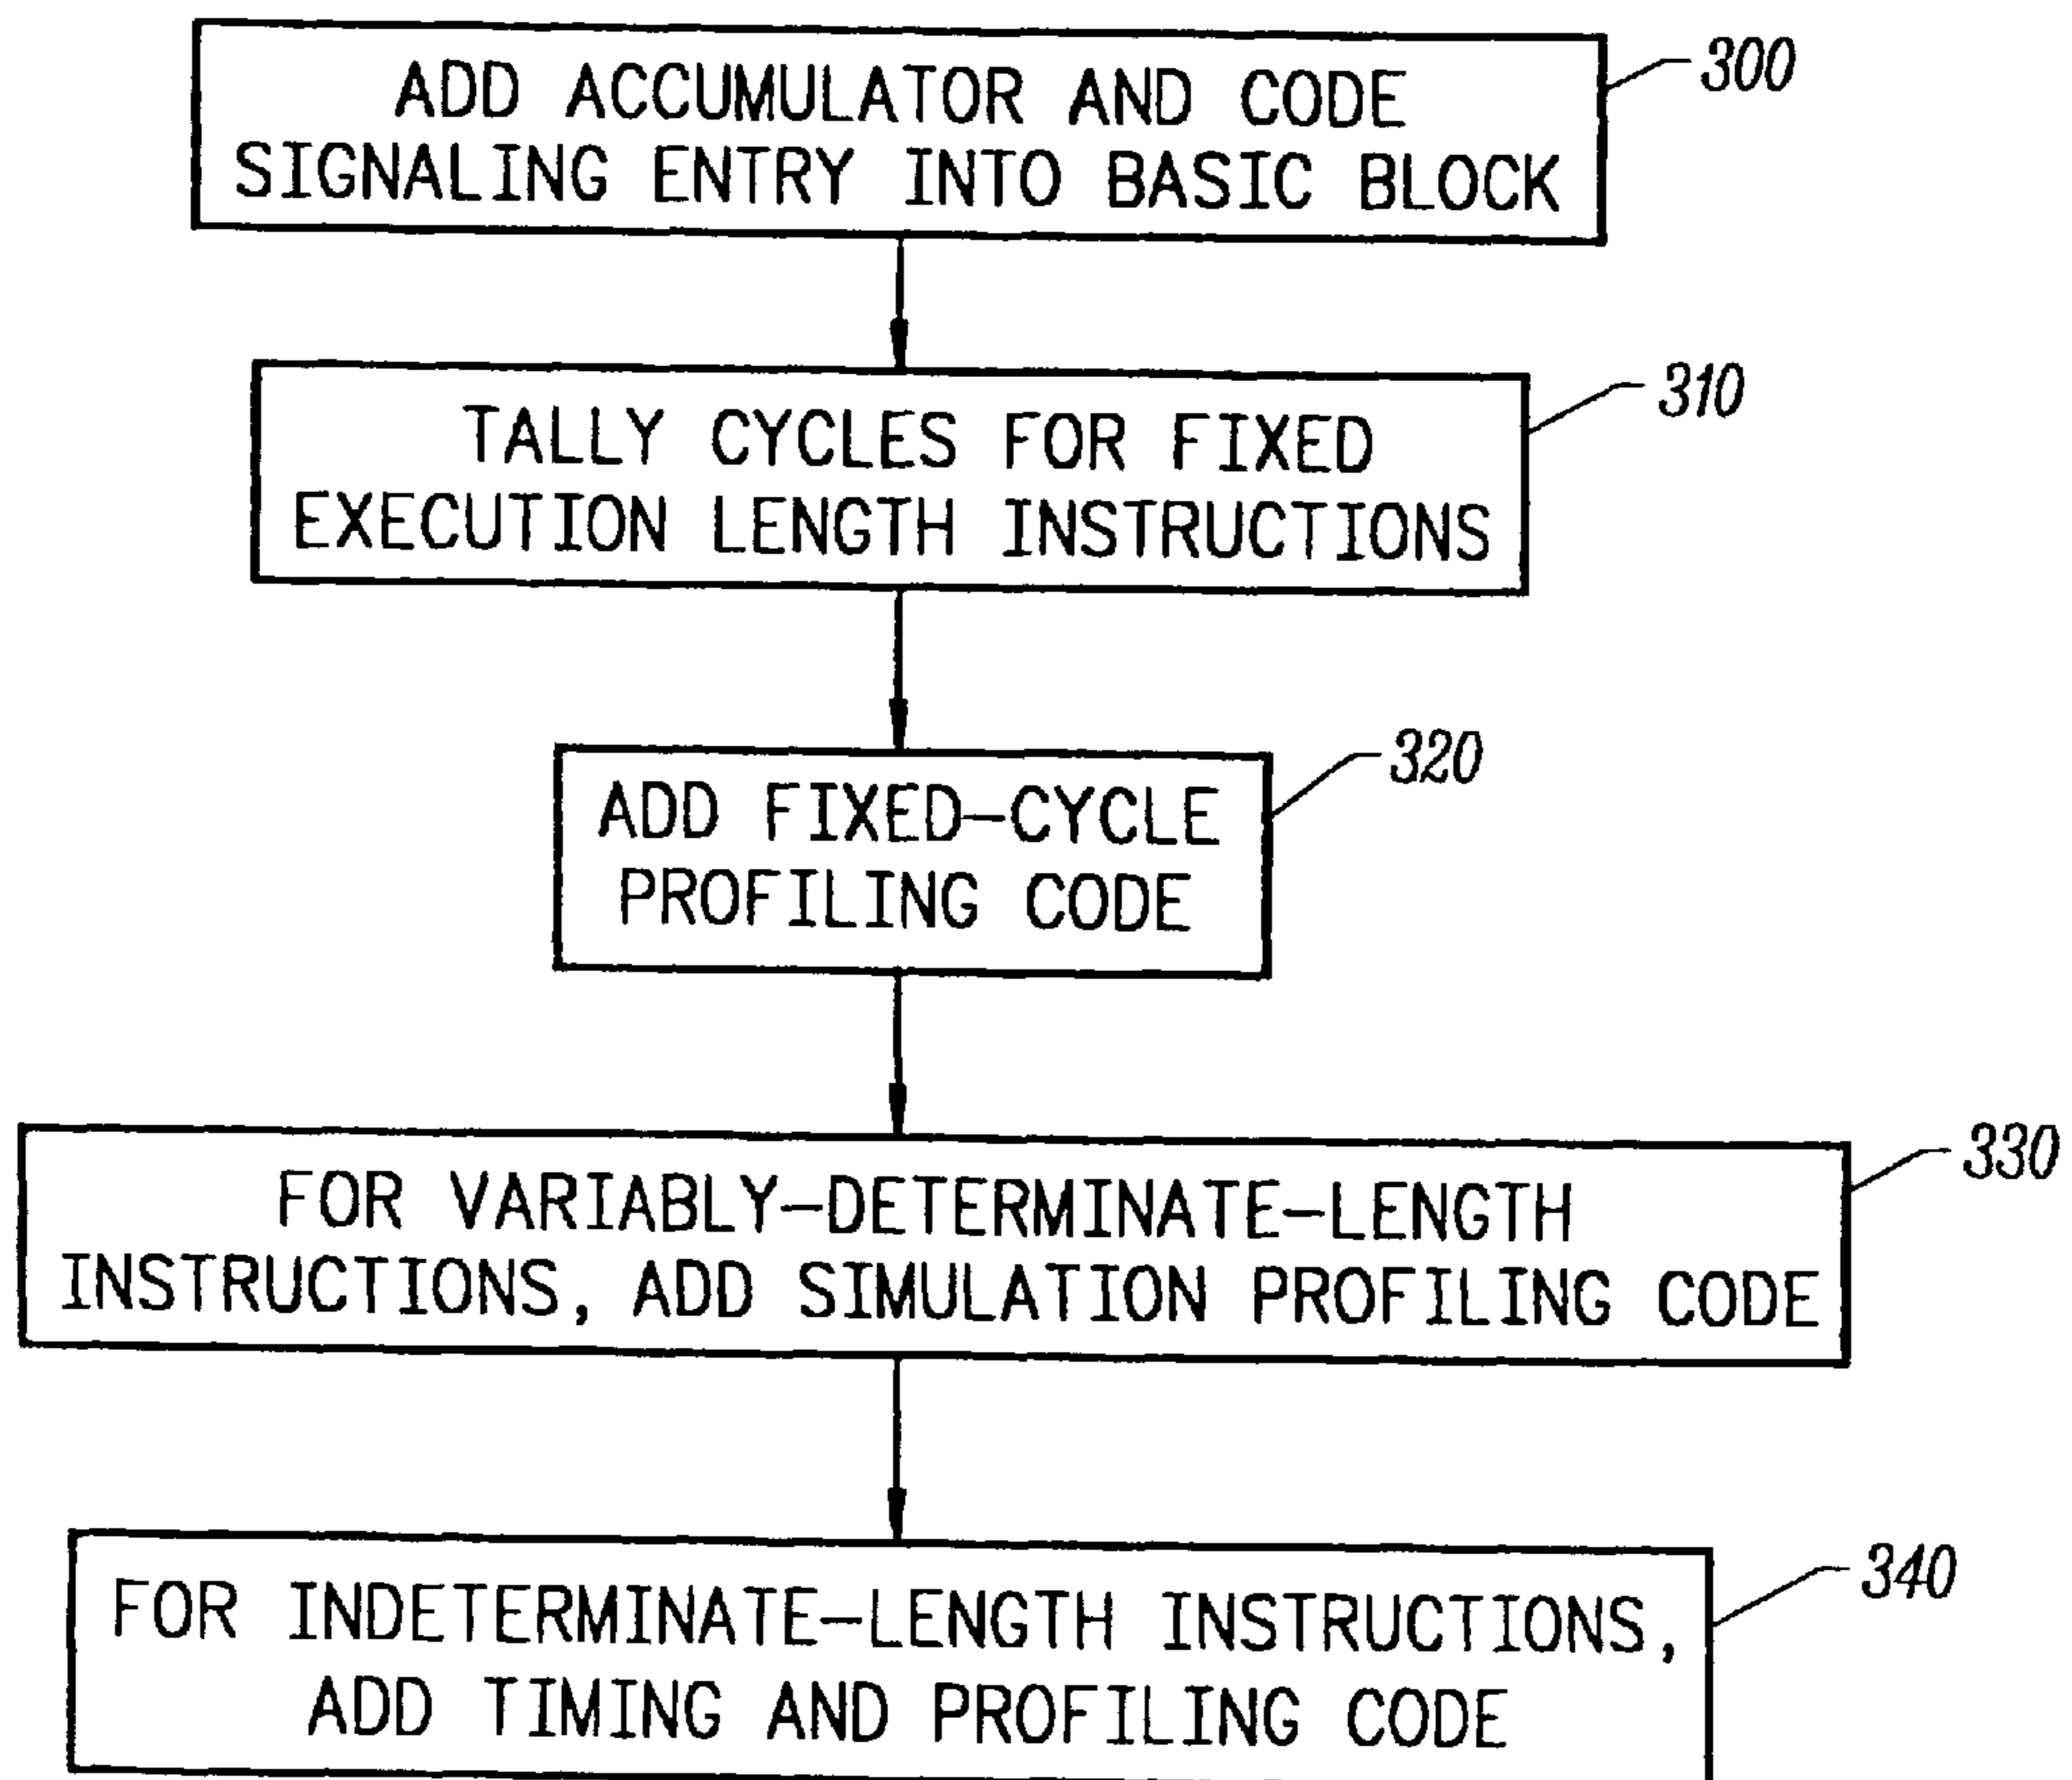 ADD ACCUMULATOR AND CODE
SIGNALING ENTRY INTO BASIC BLOCK
300
TALLY CYCLES FOR FIXED
EXECUTION LENGTH INSTRUCTIONS
310
ADD FIXED-CYCLE
PROFILING CODE
320
FOR VARIABLY-DETERMINATE-LENGTH
INSTRUCTIONS, ADD SIMULATION PROFILING CODE
330
FOR INDETERMINATE-LENGTH INSTRUCTIONS,
ADD TIMING AND PROFILING CODE
340